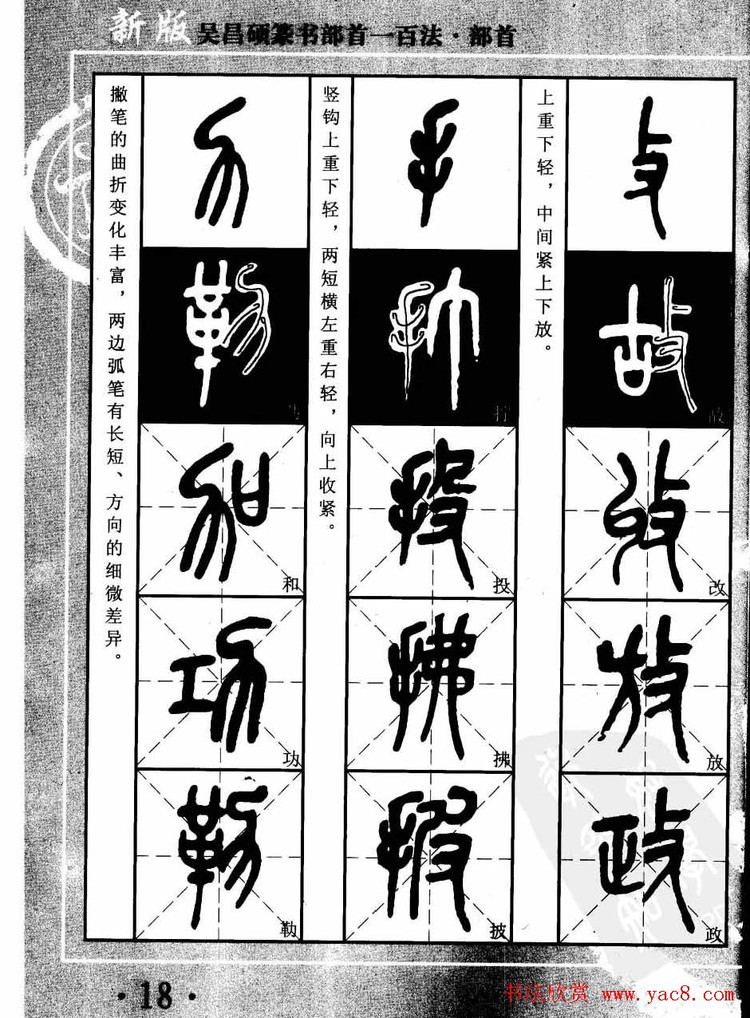 新版 吴昌硕篆书部首一百法·部首
上重下轻，中间紧上下放。
故
改
放
政
竖钩上重下轻，两短横左重右轻，向上收紧。
投
拂
披
撇笔的曲折变化丰富，两边弧笔有长短、方向的细微差异。
和
功
勒
·18·
书法欣赏 www.yac8.com